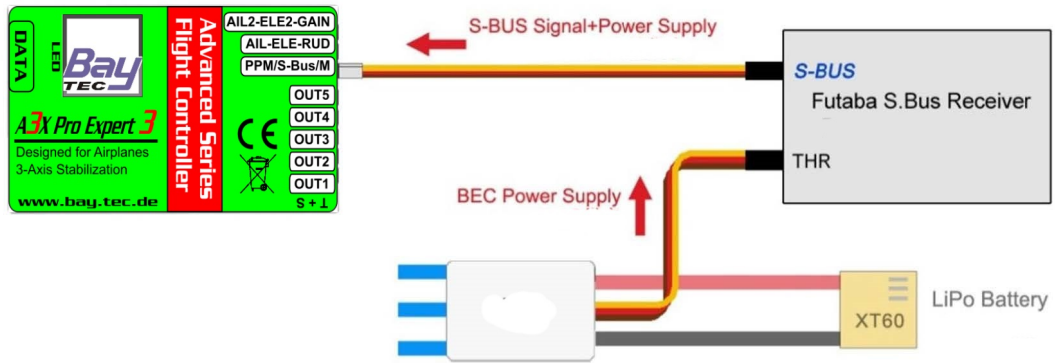 DATA
LED
Bay
TEC
A3X Pro Expert 3
Designed for Airplanes
3-Axis Stabilization
www.bay.tec.de
Advanced Series
Flight Controller
AIL2-ELE2-GAIN
AIL-ELE-RUD
PPM/S-Bus/M
OUT5
OUT4
OUT3
OUT2
OUT1
CE
S + T
S-BUS Signal+Power Supply
S-BUS
Futaba S.Bus Receiver
THR
BEC Power Supply
XT60
LiPo Battery